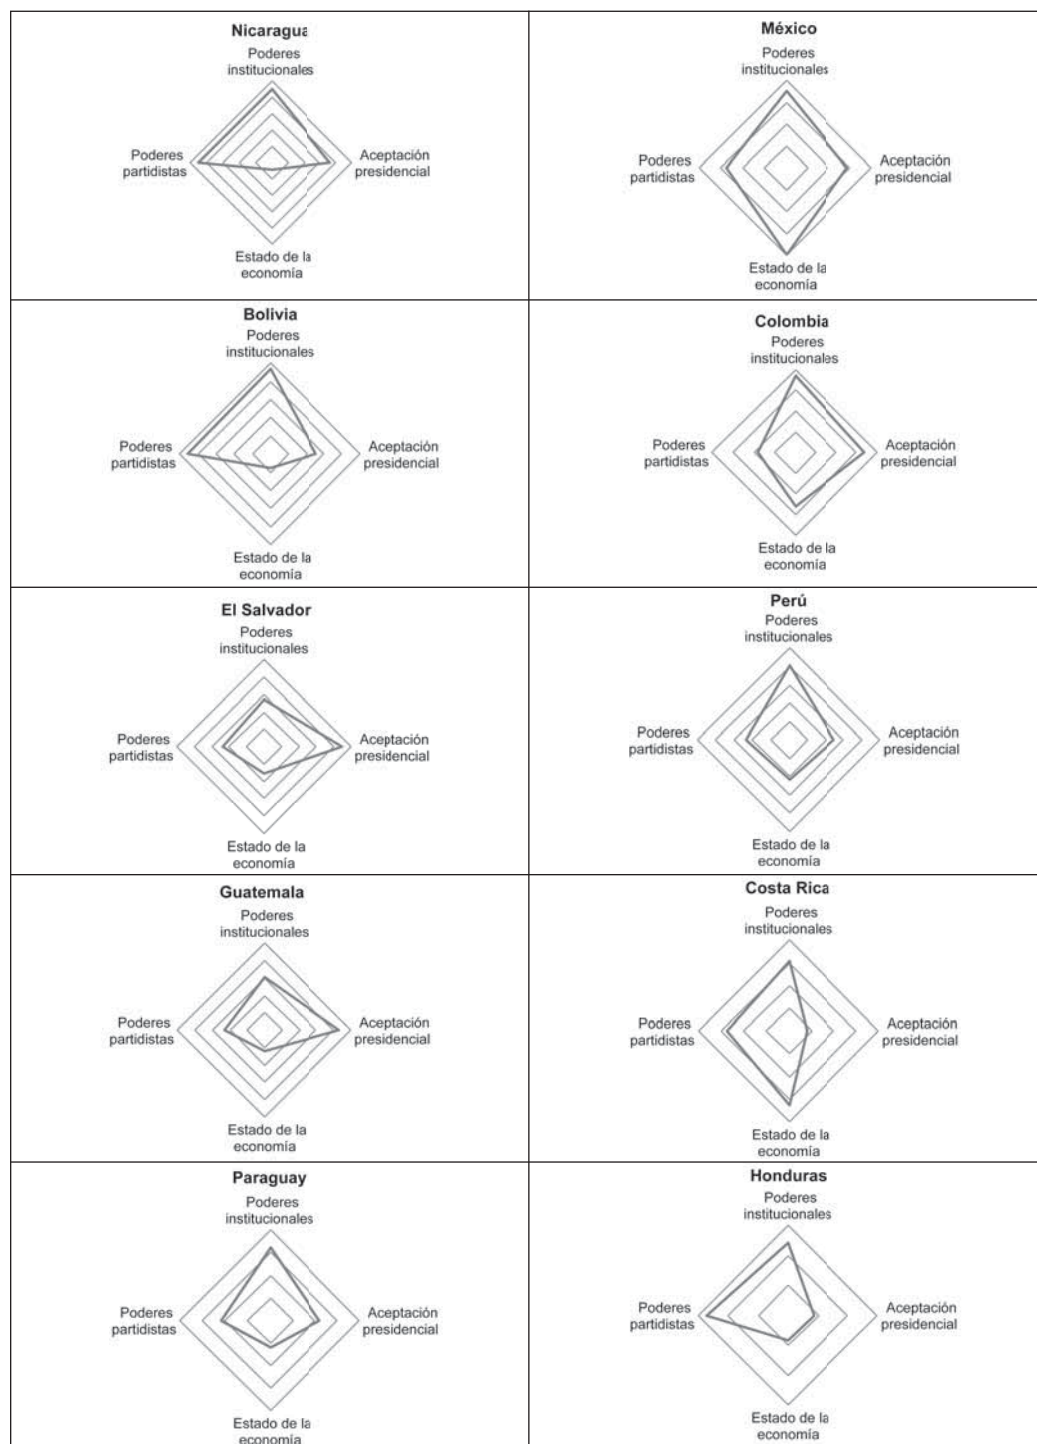 Nicaragua
Poderes
institucionales
Poderes
partidistas
Aceptación
presidencial
Estado de la
economía
México
Poderes
institucionales
Poderes
partidistas
Aceptación
presidencial
Estado de la
economía
Bolivia
Poderes
institucionales
Poderes
partidistas
Aceptación
presidencial
Estado de la
economía
Colombia
Poderes
institucionales
Poderes
partidistas
Aceptación
presidencial
Estado de la
economía
El Salvador
Poderes
institucionales
Poderes
partidistas
Aceptación
presidencial
Estado de la
economía
Perú
Poderes
institucionales
Poderes
partidistas
Aceptación
presidencial
Estado de la
economía
Guatemala
Poderes
institucionales
Poderes
partidistas
Aceptación
presidencial
Estado de la
economía
Costa Rica
Poderes
institucionales
Poderes
partidistas
Aceptación
presidencial
Estado de la
economía
Paraguay
Poderes
institucionales
Poderes
partidistas
Aceptación
presidencial
Estado de la
economía
Honduras
Poderes
institucionales
Poderes
partidistas
Aceptación
presidencial
Estado de la
economía